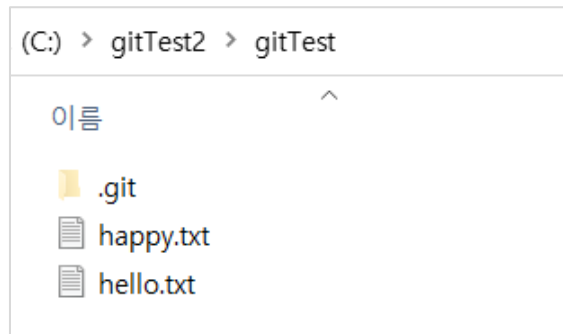 (C:) > gitTest2 > gitTest
이름
.git
happy.txt
hello.txt